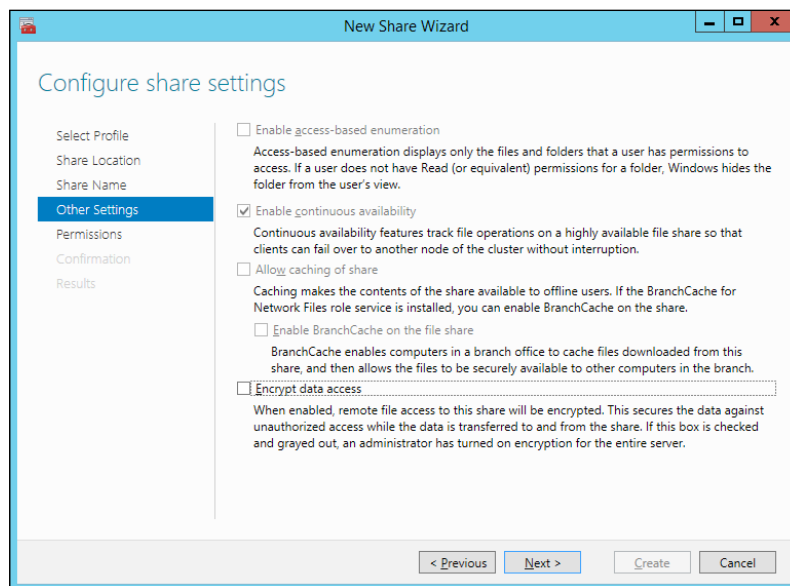 New Share Wizard
Configure share settings
Select Profile
Share Location
Share Name
Other Settings
Permissions
Confirmation
Results
Enable access-based enumeration
Access-based enumeration displays only the files and folders that a user has permissions to
access. If a user does not have Read (or equivalent) permissions for a folder, Windows hides the
folder from the user's view.
Enable continuous availability
Continuous availability features track file operations on a highly available file share so that
clients can fail over to another node of the cluster without interruption.
Allow caching of share
Caching makes the contents of the share available to offline users. If the BranchCache for
Network Files role service is installed, you can enable BranchCache on the share.
Enable BranchCache on the file share
BranchCache enables computers in a branch office to cache files downloaded from this
share, and then allows the files to be securely available to other computers in the branch.
Encrypt data access
When enabled, remote file access to this share will be encrypted. This secures the data against
unauthorized access while the data is transferred to and from the share. If this box is checked
and grayed out, an administrator has turned on encryption for the entire server.
< Previous Next > Create Cancel